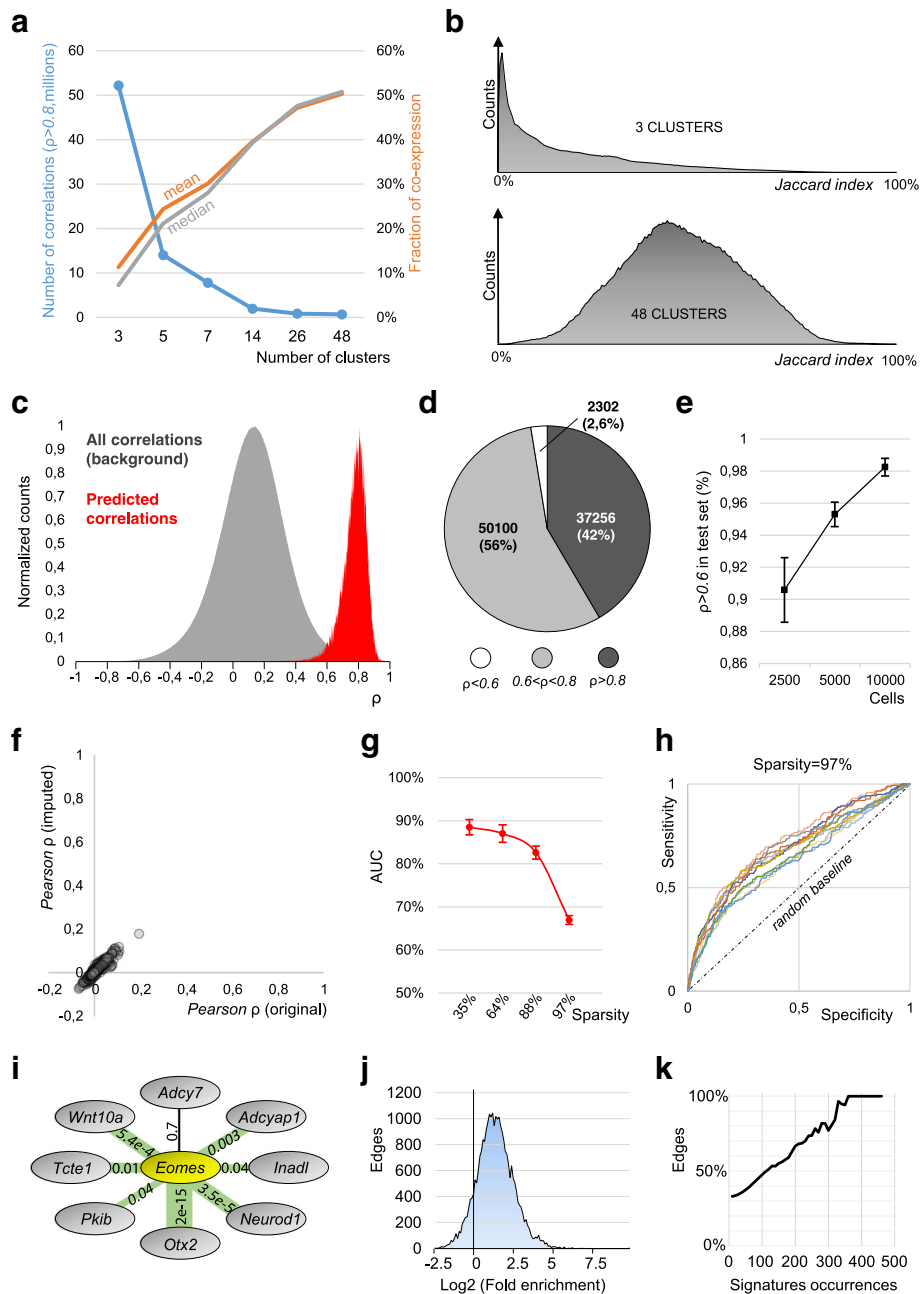 a
Number of correlations (ρ>0.8,millions)
60
50
40
30
20
10
0
60%
50%
40%
30%
20%
10%
0%
Fraction of co-expression
mean
median
3 5 7 14 26 48
Number of clusters
b
Counts
3 CLUSTERS
0%
Jaccard index
100%
Counts
48 CLUSTERS
0%
Jaccard index 100%
c
Normalized counts
1
0,9
0,8
0,7
0,6
0,5
0,4
0,3
0,2
0,1
0
All correlations
(background)
Predicted
correlations
-1 -0,8 -0,6 -0,4 -0,2 0 0,2 0,4 0,6 0,8 1
ρ
d
2302
(2,6%)
50100
(56%)
37256
(42%)
ρ<0.6
0.6<ρ<0.8
ρ>0.8
e
ρ>0.6 in test set (%)
1
0,98
0,96
0,94
0,92
0,9
0,88
0,86
2500 5000 10000
Cells
f
Pearson ρ (imputed)
1
0,8
0,6
0,4
0,2
0
-0,2
-0,2 0 0,2 0,4 0,6 0,8 1
Pearson ρ (original)
g
AUC
100%
90%
80%
70%
60%
50%
35% 64% 88% 97%
Sparsity
h
Sparsity=97%
Sensitivity
1
0,5
0
random baseline
0 0,5 1
Specificity
i
Adcy7
Wnt10a
Adcyap1
Tcte1
Eomes
Inadl
Pkib
Neurod1
Otx2
0.7
5.4e-4
0.003
0.01
0.04
0.04
3.5e-5
2e-15
j
Edges
1200
1000
800
600
400
200
0
-2.5 0 2.5 5 7.5
Log2 (Fold enrichment)
k
Edges
100%
50%
0%
0 100 200 300 400 500
Signatures occurrences